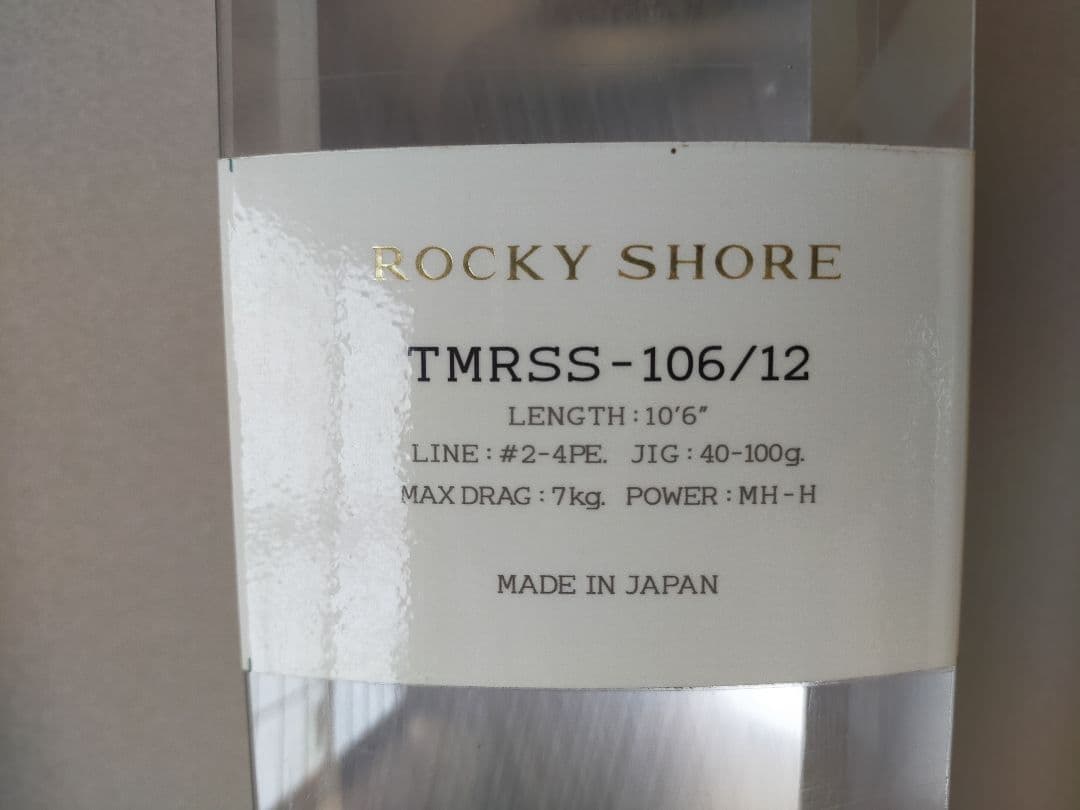 ROCKY SHORE
TMRSS-106/12
LENGTH:10'6"
LINE:#2-4PE. JIG:40-100g.
MAX DRAG:7kg. POWER:MH-H
MADE IN JAPAN